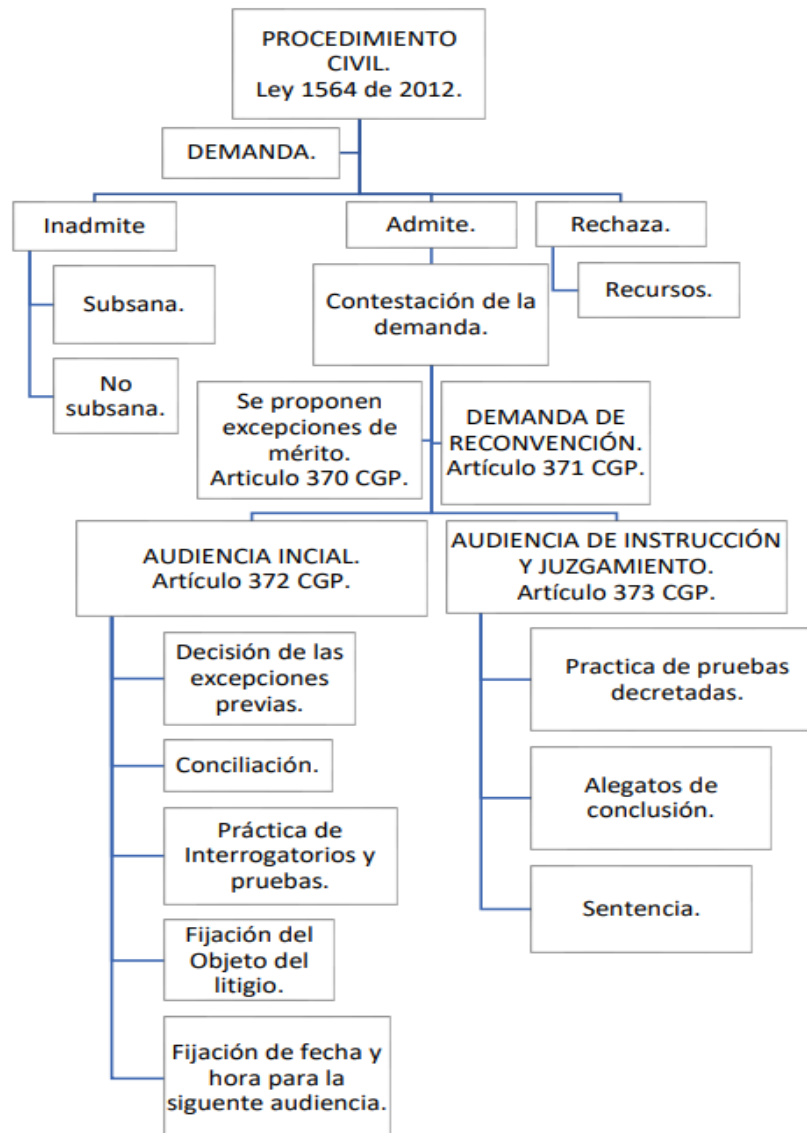 PROCEDIMIENTO
CIVIL.
Ley 1564 de 2012.
DEMANDA.
Inadmite
Admite.
Rechaza.
Subsana.
Contestación de la
demanda.
Recursos.
No
subsana.
Se proponen
excepciones de
mérito.
Articulo 370 CGP.
DEMANDA DE
RECONVENCIÓN.
Artículo 371 CGP.
AUDIENCIA INCIAL.
Artículo 372 CGP.
AUDIENCIA DE INSTRUCCIÓN
Y JUZGAMIENTO.
Artículo 373 CGP.
Decisión de las
excepciones
previas.
Conciliación.
Práctica de
Interrogatorios y
pruebas.
Fijación del
Objeto del
litigio.
Fijación de fecha y
hora para la
siguente audiencia.
Practica de pruebas
decretadas.
Alegatos de
conclusión.
Sentencia.